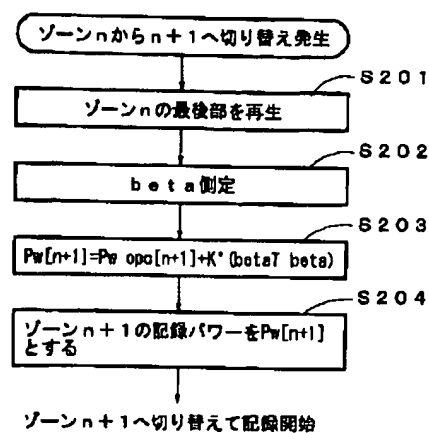 ゾーンnからn+1へ切り替え発生
S201
ゾーンnの最後部を再生
S202
beta測定
S203
Pw[n+1]=Pw opc[n+1]+K*(betaT beta)
S204
ゾーンn+1の記録パワーをPw[n+1]
とする
ゾーンn+1へ切り替えて記録開始